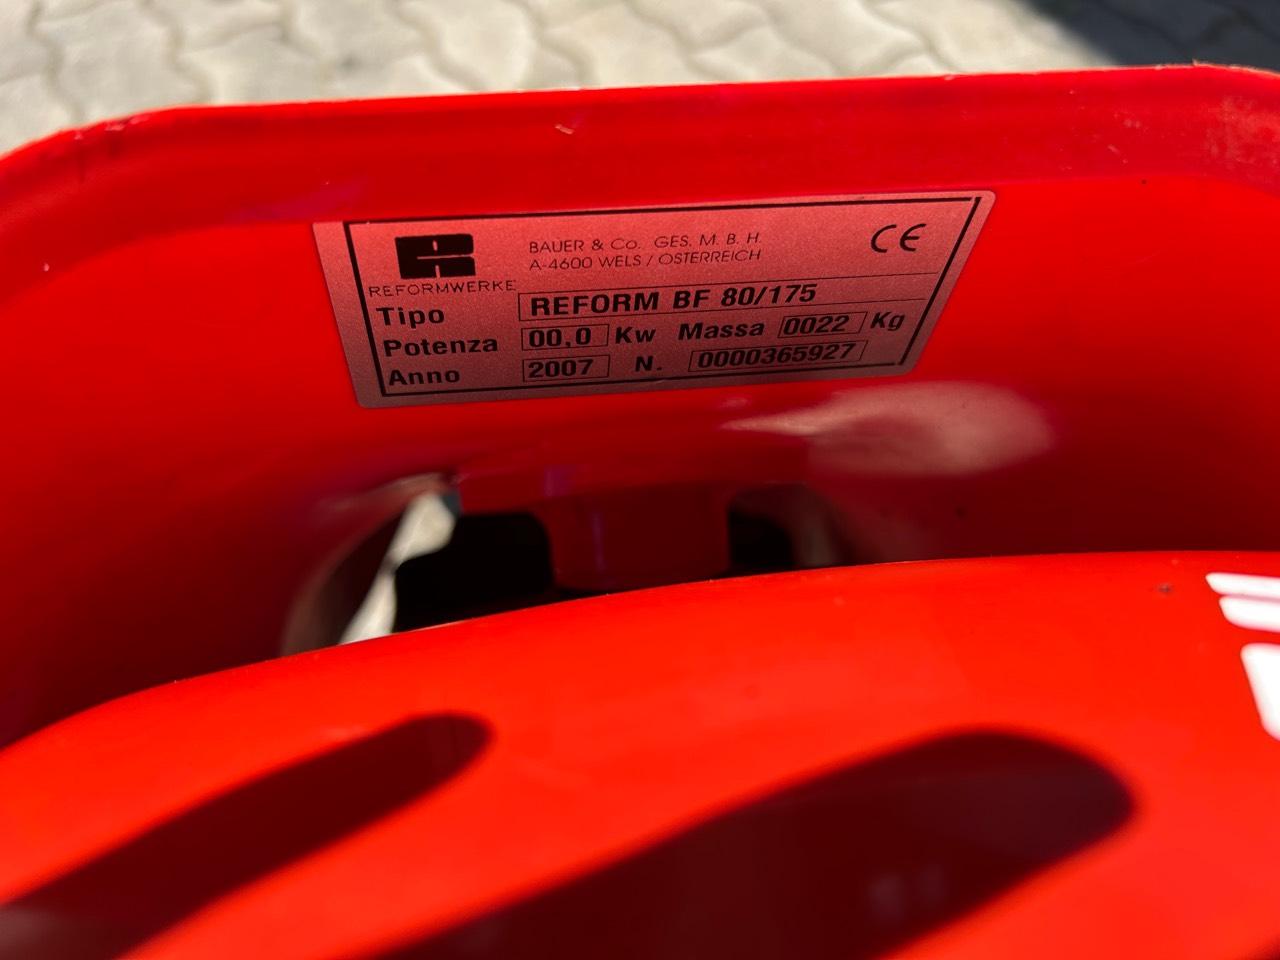 BAUER & Co. GES. M. B. H.
A-4600 WELS / OSTERREICH
CE
REFORMWERKE
Tipo REFORM BF 80/175
Potenza 00,0 Kw Massa 0022 Kg
Anno 2007 N. 0000365927